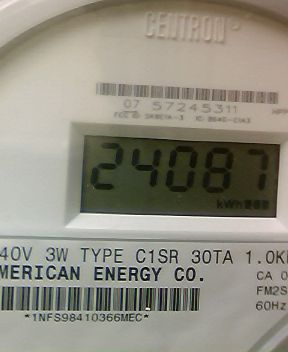 CENTRON®
07 57245311
24087
kWh
40V 3W TYPE C1SR 30TA 1.0K
MERICAN ENERGY CO.
CA 0
FM2S
60Hz
*1NFS98410366MEC*